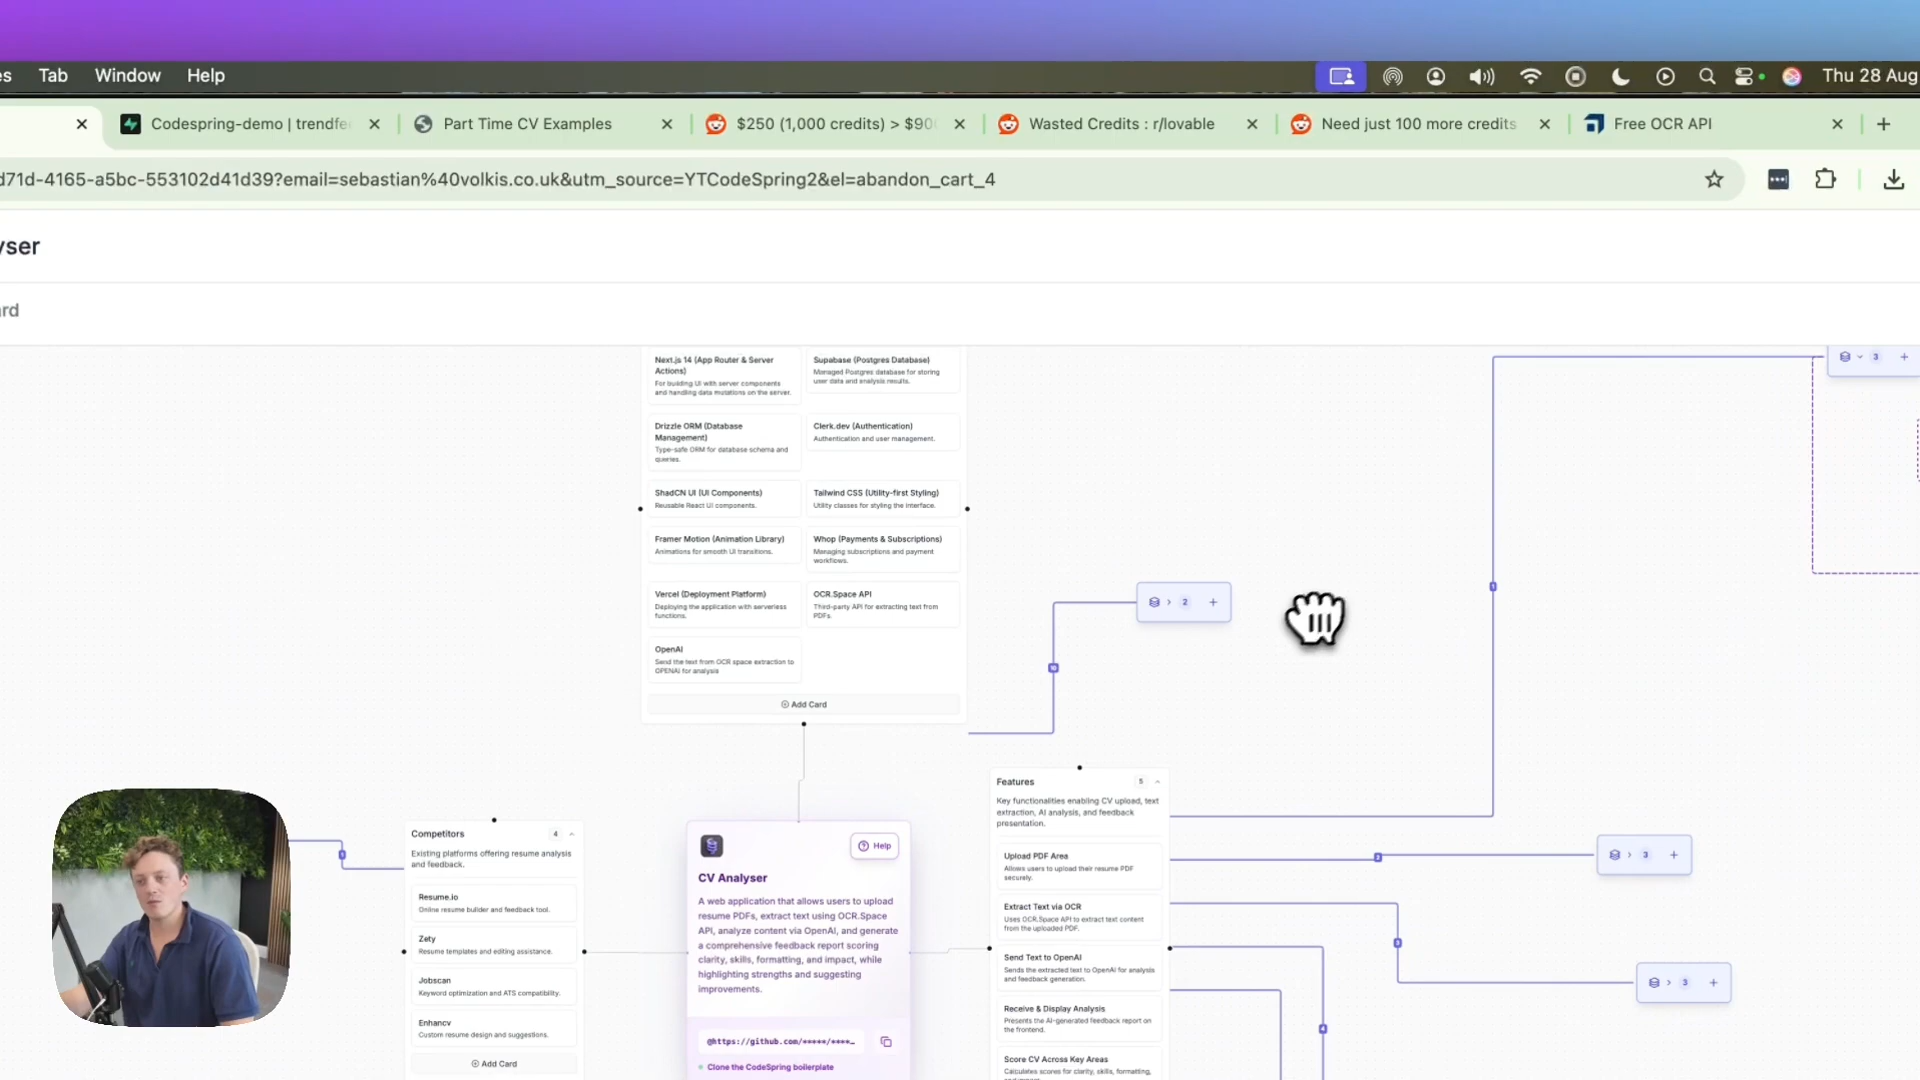 es Tab Window Help Thu 28 Aug
Codespring-demo | trendfe Part Time CV Examples $250 (1,000 credits) > $90 Wasted Credits : r/lovable Need just 100 more credits Free OCR API
d71d-4165-a5bc-553102d41d39?email=sebastian%40volkis.co.uk&utm_source=YTCodeSpring2&el=abandon_cart_4
yser
ard
Next.js 14 (App Router & Server
Actions)
For building UI with server components
and handling data mutations on the server.
Supabase (Postgres Database)
Managed Postgres database for storing
user data and analysis results.
Drizzle ORM (Database
Management)
Type-safe ORM for database schema and
queries.
Clerk.dev (Authentication)
Authentication and user management.
ShadCN UI (UI Components)
Reusable React UI components.
Tailwind CSS (Utility-first Styling)
Utility classes for styling the interface.
Framer Motion (Animation Library)
Animations for smooth UI transitions.
Whop (Payments & Subscriptions)
Managing subscriptions and payment
workflows.
Vercel (Deployment Platform)
Deploying the application with serverless
functions.
OCR.Space API
Third-party API for extracting text from
PDFs.
OpenAI
Send the text from OCR space extraction to
OPENAI for analysis
Add Card
3
2
10
1
Competitors 4
Existing platforms offering resume analysis
and feedback.
Resume.io
Online resume builder and feedback tool.
Zety
Resume templates and editing assistance.
Jobscan
Keyword optimization and ATS compatibility.
Enhancv
Custom resume design and suggestions.
Add Card
Help
CV Analyser
A web application that allows users to upload
resume PDFs, extract text using OCR.Space
API, analyze content via OpenAI, and generate
a comprehensive feedback report scoring
clarity, skills, formatting, and impact, while
highlighting strengths and suggesting
improvements.
@https://github.com/*****/****…
Clone the CodeSpring boilerplate
Features 5
Key functionalities enabling CV upload, text
extraction, AI analysis, and feedback
presentation.
Upload PDF Area
Allows users to upload their resume PDF
securely.
Extract Text via OCR
Uses OCR.Space API to extract text content
from the uploaded PDF.
Send Text to OpenAI
Sends the extracted text to OpenAI for analysis
and feedback generation.
Receive & Display Analysis
Presents the AI-generated feedback report on
the frontend.
Score CV Across Key Areas
Calculates scores for clarity, skills, formatting,
3
3